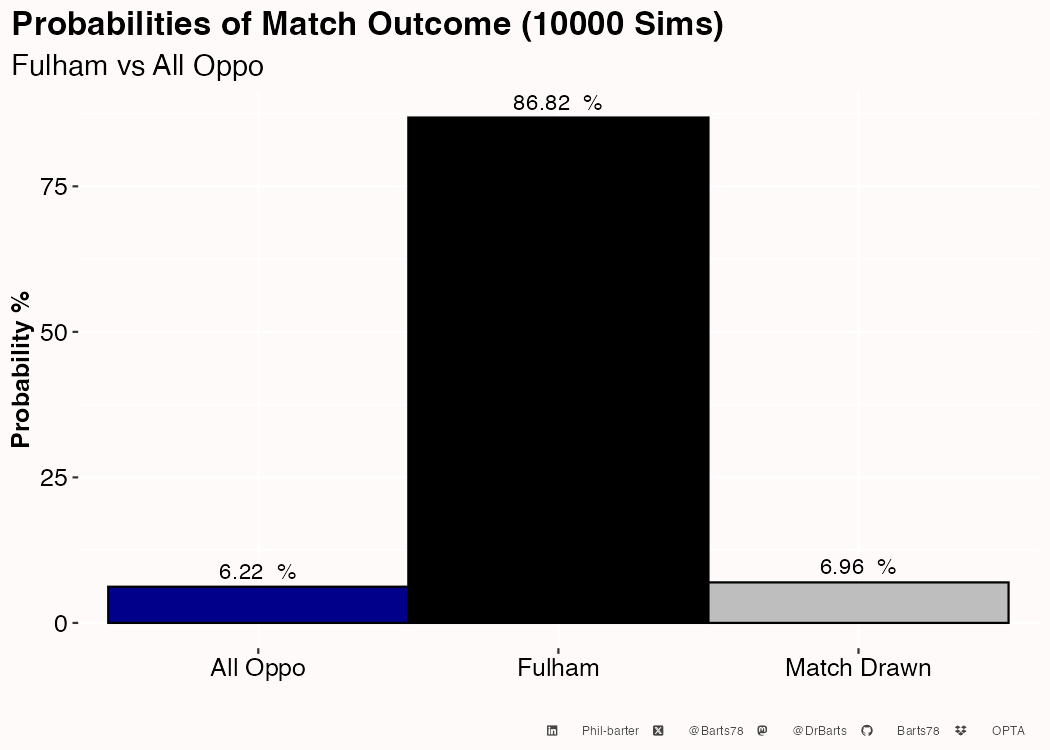 Probabilities of Match Outcome (10000 Sims)
Fulham vs All Oppo
86.82 %
75
Probability %
50
25
6.22 %
6.96 %
0
All Oppo Fulham Match Drawn
Phil-barter @Barts78 @DrBarts Barts78 OPTA